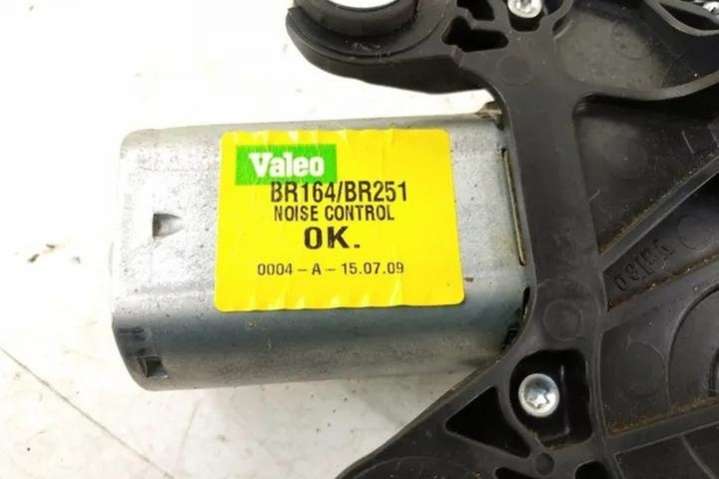 Valeo
BR164/BR251
NOISE CONTROL
OK.
0004-A-15.07.09